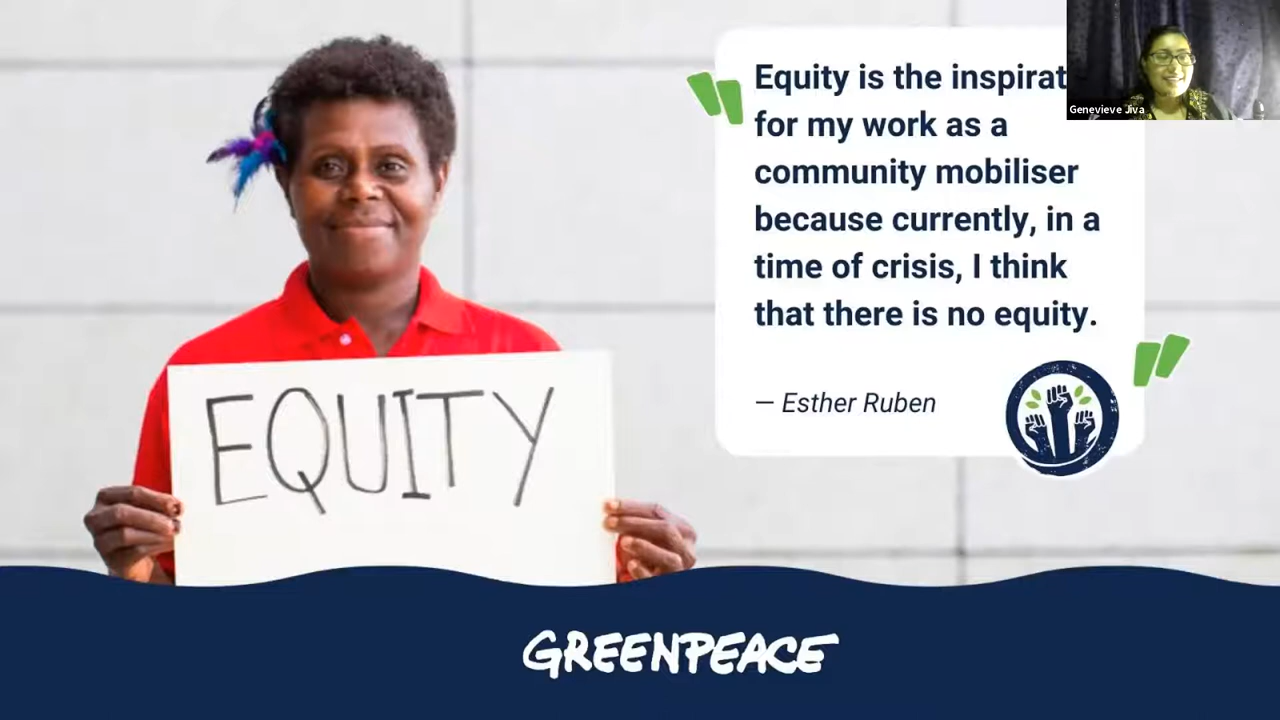 Equity is the inspirat
for my work as a
community mobiliser
because currently, in a
time of crisis, I think
that there is no equity.
— Esther Ruben
Genevieve Jiva
EQUITY
GREENPEACE